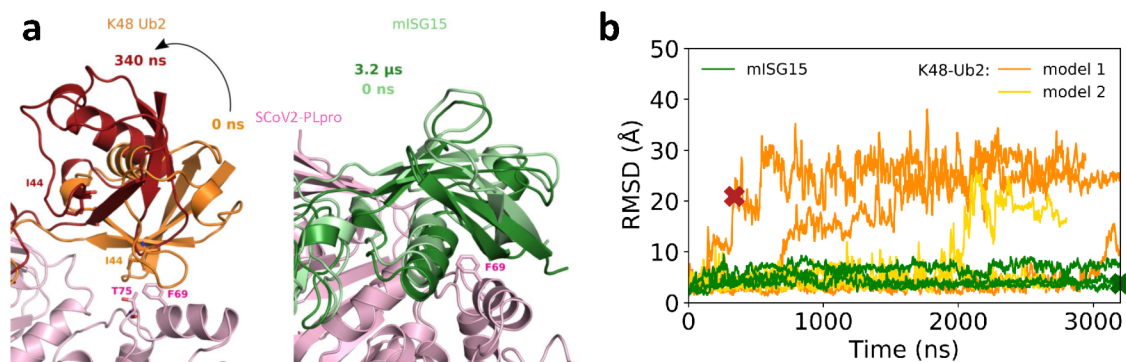 a
K48 Ub2
340 ns
0 ns
I44
I44
T75
F69
SCoV2-PLpro
mISG15
3.2 µs
0 ns
F69
b
RMSD (Å)
50
40
30
20
10
0
mISG15
K48-Ub2:
model 1
model 2
0
1000
2000
3000
Time (ns)